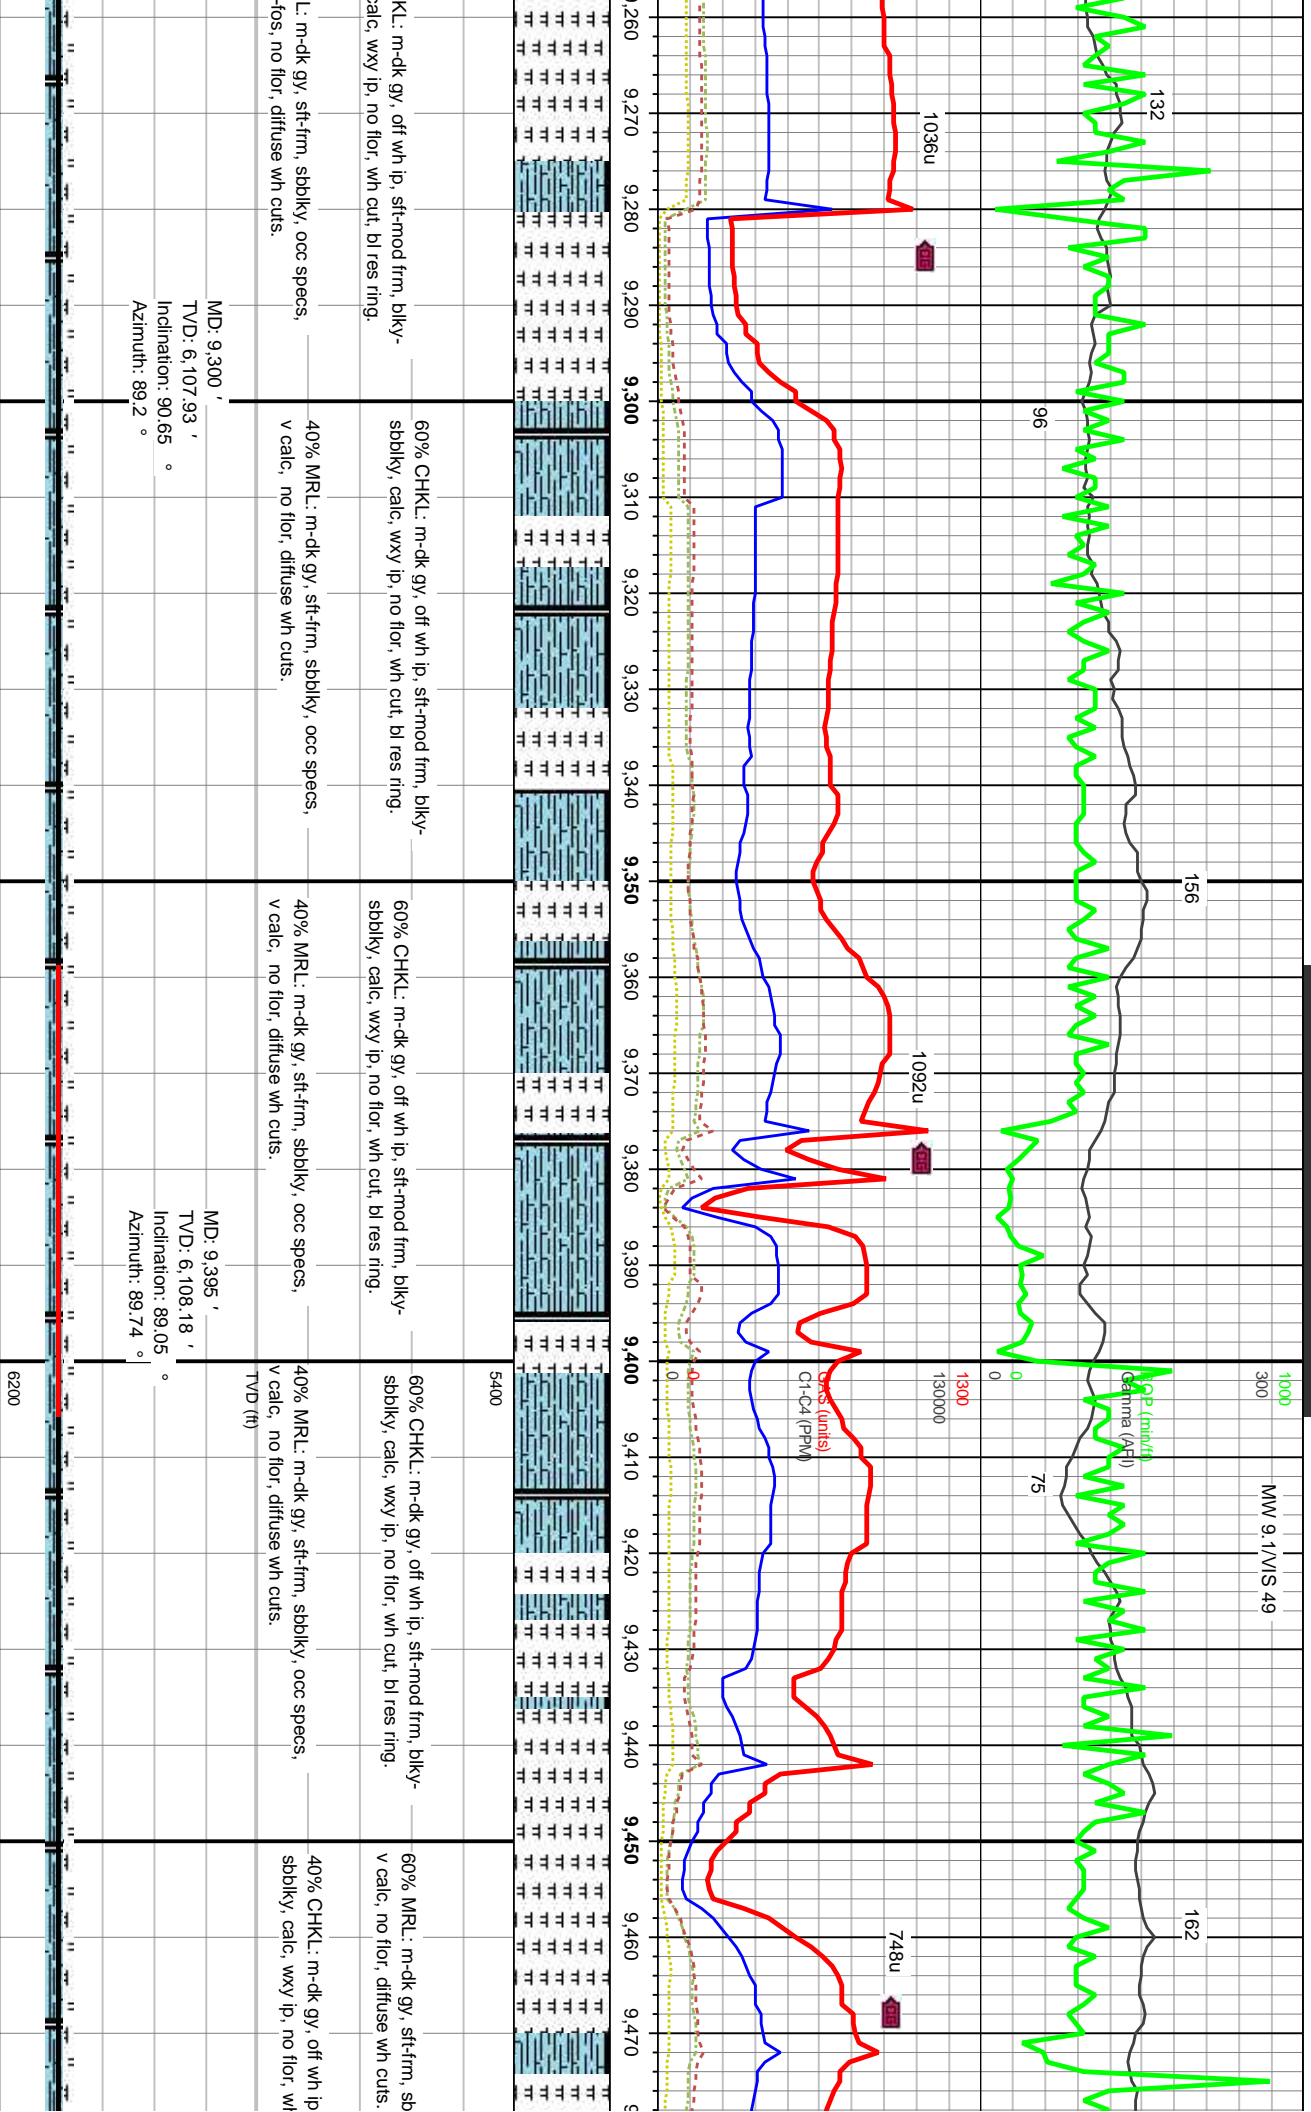 132
96
156
75
162
ROP (min/ft)
Gamma (API)
0
0
1000
300
MW 9.1/VIS 49
1036u
1092u
748u
GAS (units)
C1-C4 (PPM)
0
0
1300
13000
9,260
9,270
9,280
9,290
9,300
9,310
9,320
9,330
9,340
9,350
9,360
9,370
9,380
9,390
9,400
9,410
9,420
9,430
9,440
9,450
9,460
9,470
KL: m-dk gy, off wh ip, sft-mod frm, blky-
calc, wxy ip, no flor, wh cut, bl res ring.
L: m-dk gy, sft-frm, sbblky, occ specs,
-fos, no flor, diffuse wh cuts.
60% CHKL: m-dk gy, off wh ip, sft-mod frm, blky-
sbblky, calc, wxy ip, no flor, wh cut, bl res ring.
40% MRL: m-dk gy, sft-frm, sbblky, occ specs,
v calc, no flor, diffuse wh cuts.
60% CHKL: m-dk gy, off wh ip, sft-mod frm, blky-
sbblky, calc, wxy ip, no flor, wh cut, bl res ring.
40% MRL: m-dk gy, sft-frm, sbblky, occ specs,
v calc, no flor, diffuse wh cuts.
60% CHKL: m-dk gy, off wh ip, sft-mod frm, blky-
sbblky, calc, wxy ip, no flor, wh cut, bl res ring.
40% MRL: m-dk gy, sft-frm, sbblky, occ specs,
v calc, no flor, diffuse wh cuts.
60% MRL: m-dk gy, sft-frm, sb
v calc, no flor, diffuse wh cuts.
40% CHKL: m-dk gy, off wh ip
sbblky, calc, wxy ip, no flor, wh
MD: 9,300 '
TVD: 6,107.93 '
Inclination: 90.65 °
Azimuth: 89.2 °
MD: 9,395 '
TVD: 6,108.18 '
Inclination: 89.05 °
Azimuth: 89.74 °
5400
TVD (ft)
6200